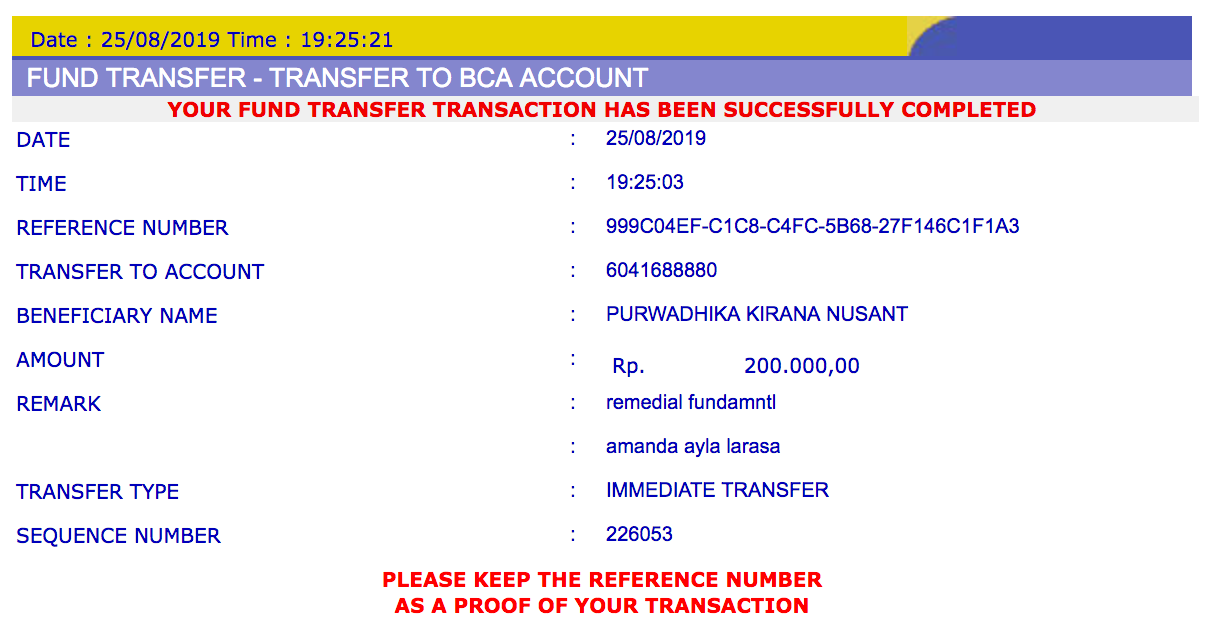 Date : 25/08/2019 Time : 19:25:21
FUND TRANSFER - TRANSFER TO BCA ACCOUNT
YOUR FUND TRANSFER TRANSACTION HAS BEEN SUCCESSFULLY COMPLETED
DATE : 25/08/2019
TIME : 19:25:03
REFERENCE NUMBER : 999C04EF-C1C8-C4FC-5B68-27F146C1F1A3
TRANSFER TO ACCOUNT : 6041688880
BENEFICIARY NAME : PURWADHIKA KIRANA NUSANT
AMOUNT : Rp. 200.000,00
REMARK : remedial fundamntl
: amanda ayla larasa
TRANSFER TYPE : IMMEDIATE TRANSFER
SEQUENCE NUMBER : 226053
PLEASE KEEP THE REFERENCE NUMBER
AS A PROOF OF YOUR TRANSACTION